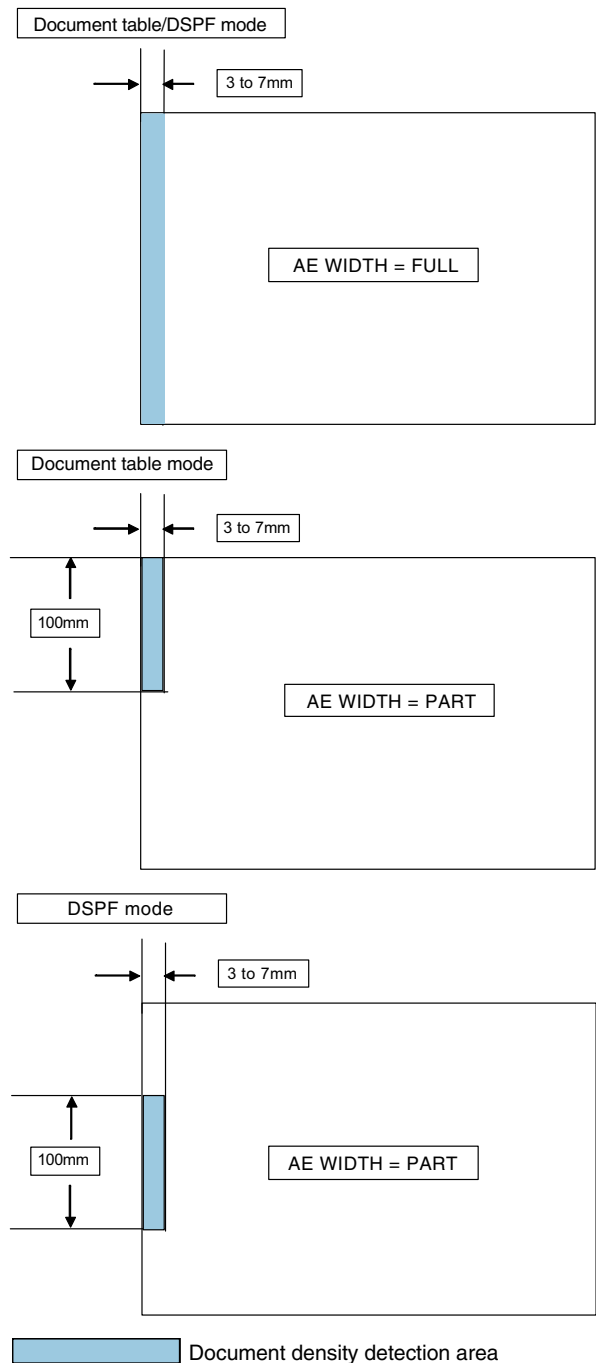 Document table/DSPF mode
3 to 7mm
AE WIDTH = FULL
Document table mode
3 to 7mm
100mm
AE WIDTH = PART
DSPF mode
3 to 7mm
100mm
AE WIDTH = PART
Document density detection area